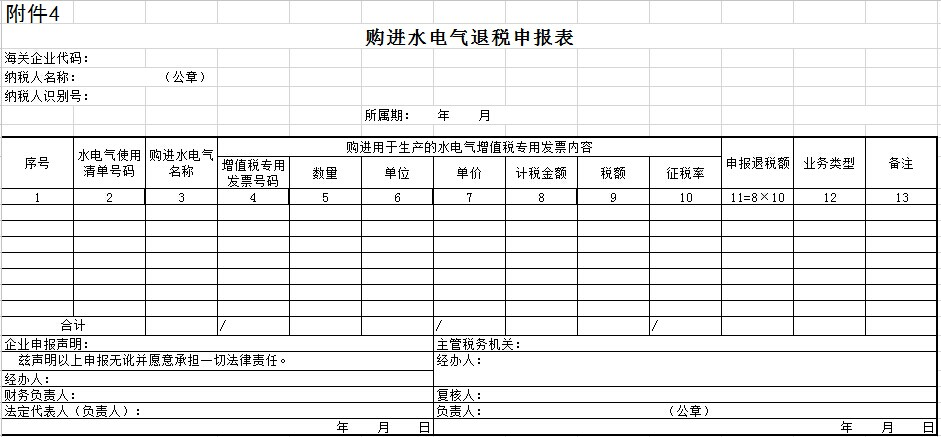 附件4
购进水电气退税申报表
海关企业代码：
纳税人名称： （公章）
纳税人识别号：
所属期： 年 月
序号 水电气使用清单号码 购进水电气名称 购进用于生产的水电气增值税专用发票内容 申报退税额 业务类型 备注
增值税专用发票号码 数量 单位 单价 计税金额 税额 征税率
1 2 3 4 5 6 7 8 9 10 11=8×10 12 13
合计 / / /
企业申报声明： 主管税务机关：
兹声明以上申报无讹并愿意承担一切法律责任。 经办人：
经办人：
财务负责人： 复核人：
法定代表人（负责人）： 负责人： （公章）
年 月 日 年 月 日